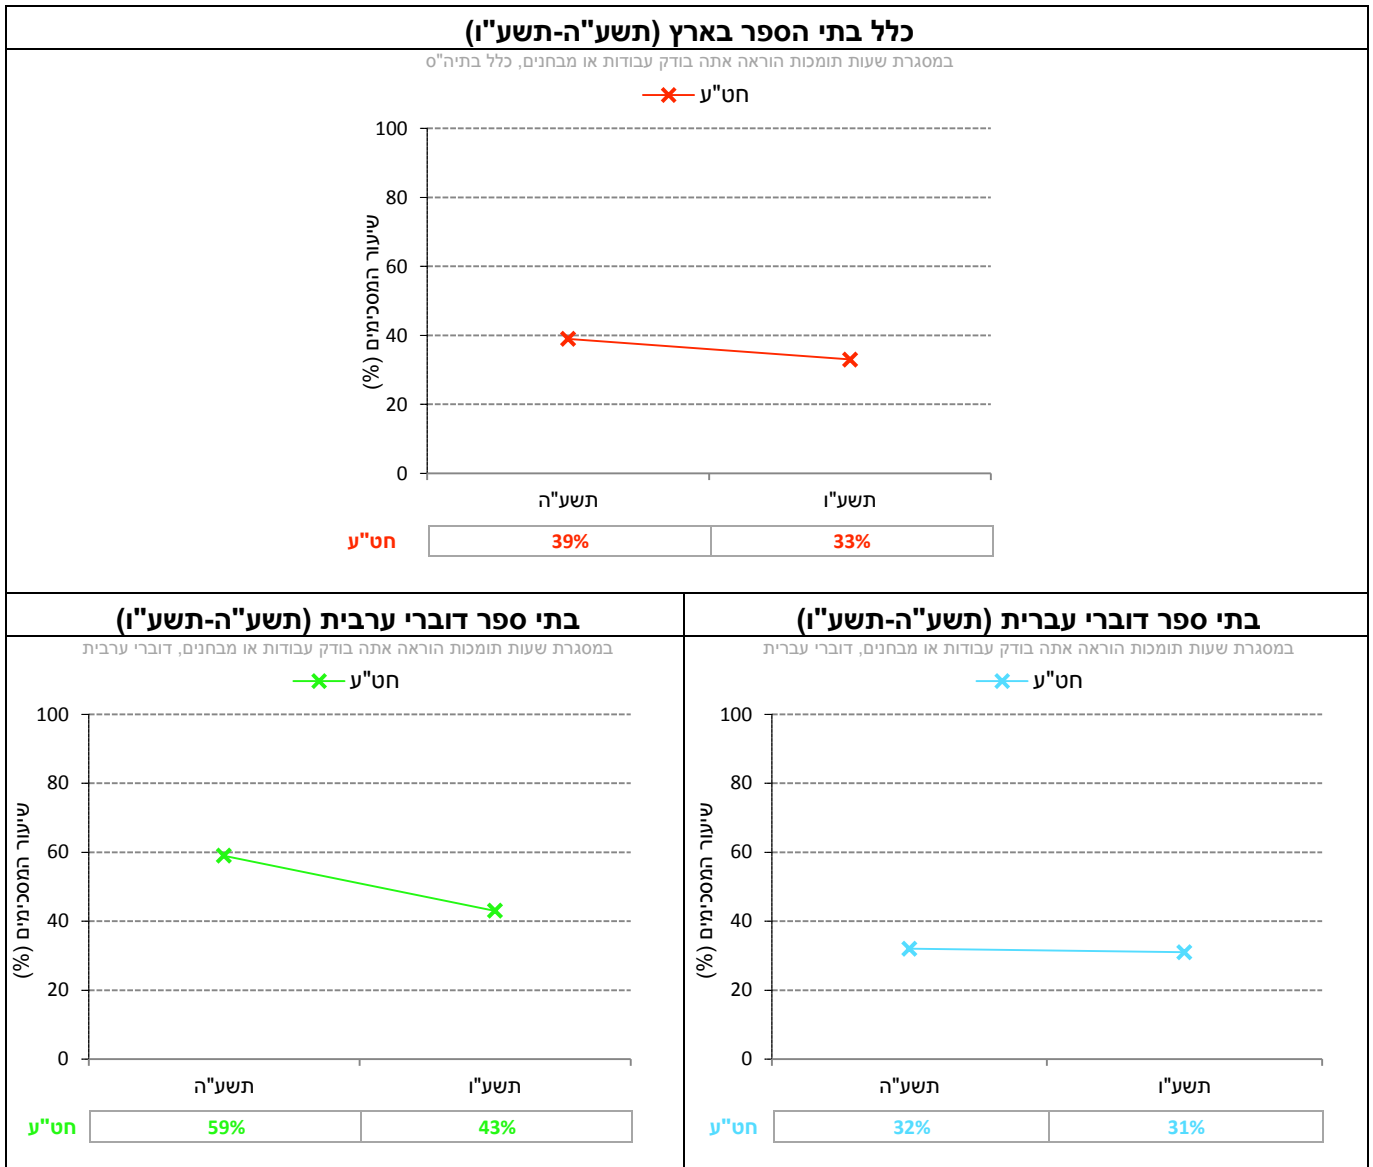 כלל בתי הספר בארץ (תשע"ה-תשע"ו)
במסגרת שעות תומכות הוראה אתה בודק עבודות או מבחנים, כלל בתיה"ס
חט"ע
שיעור המסכימים (%)
100
80
60
40
20
0
תשע"ה תשע"ו
חט"ע 39% 33%
בתי ספר דוברי עברית (תשע"ה-תשע"ו)
במסגרת שעות תומכות הוראה אתה בודק עבודות או מבחנים, דוברי עברית
חט"ע
שיעור המסכימים (%)
100
80
60
40
20
0
תשע"ה תשע"ו
חט"ע 32% 31%
בתי ספר דוברי ערבית (תשע"ה-תשע"ו)
במסגרת שעות תומכות הוראה אתה בודק עבודות או מבחנים, דוברי ערבית
חט"ע
שיעור המסכימים (%)
100
80
60
40
20
0
תשע"ה תשע"ו
חט"ע 59% 43%